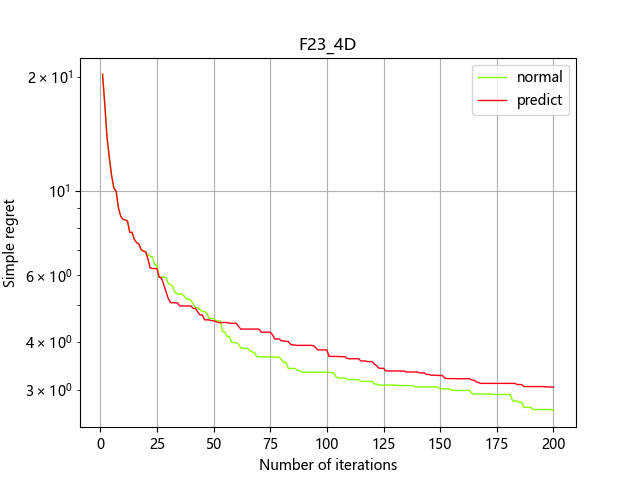 F23_4D
normal
predict
2 × 10¹
10¹
6 × 10⁰
4 × 10⁰
3 × 10⁰
Simple regret
0 25 50 75 100 125 150 175 200
Number of iterations